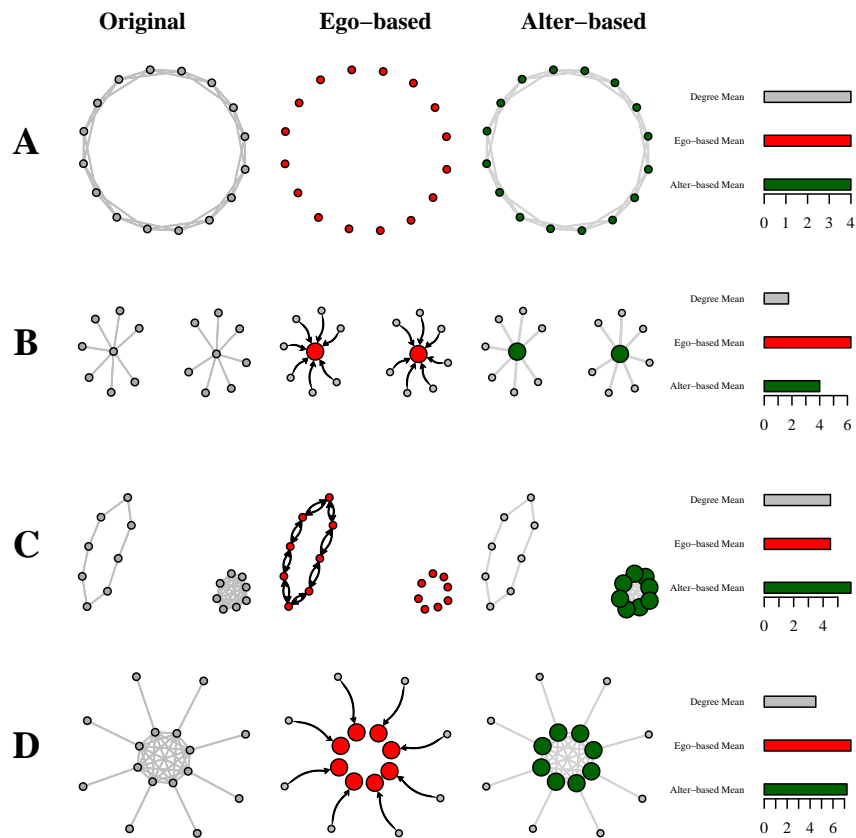 Original Ego−based Alter−based
A
Degree Mean
Ego−based Mean
Alter−based Mean
0 1 2 3 4
B
Degree Mean
Ego−based Mean
Alter−based Mean
0 2 4 6
C
Degree Mean
Ego−based Mean
Alter−based Mean
0 2 4
D
Degree Mean
Ego−based Mean
Alter−based Mean
0 2 4 6